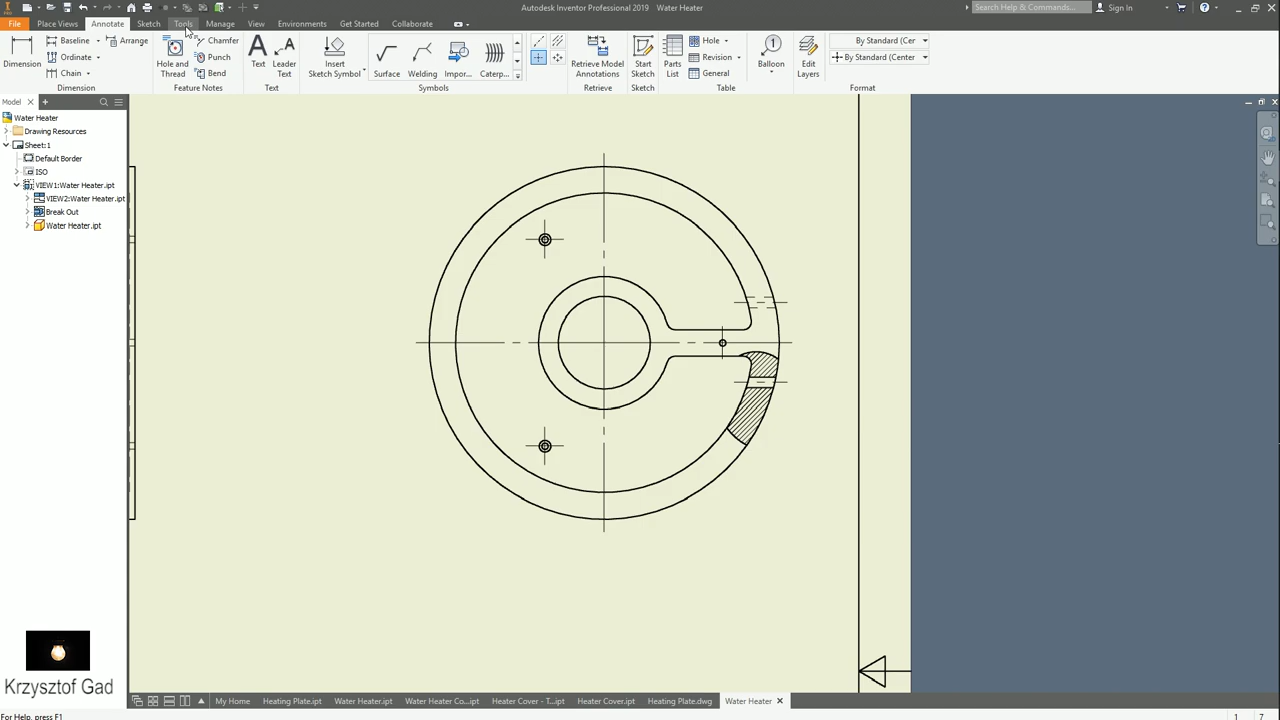 Autodesk Inventor Professional 2019 Water Heater
Search Help & Commands...
Sign In
File Place Views Annotate Sketch Tools Manage View Environments Get Started Collaborate
Dimension
Baseline
Ordinate
Chain
Arrange
Dimension
Hole and Thread
Chamfer
Punch
Bend
Feature Notes
Text
Leader Text
Text
Insert Sketch Symbol
Surface
Welding
Impor...
Caterp...
Symbols
Retrieve Model Annotations
Retrieve
Start Sketch
Sketch
Parts List
Hole
Revision
General
Table
Balloon
1
Edit Layers
By Standard (Cer
By Standard (Center
Format
Model
Water Heater
Drawing Resources
Sheet:1
Default Border
ISO
VIEW1:Water Heater.ipt
VIEW2:Water Heater.ipt
Break Out
Water Heater.ipt
Krzysztof Gad
My Home Heating Plate.ipt Water Heater.ipt Water Heater Co...ipt Heater Cover - T...ipt Heater Cover.ipt Heating Plate.dwg Water Heater
For Help, press F1
1 7